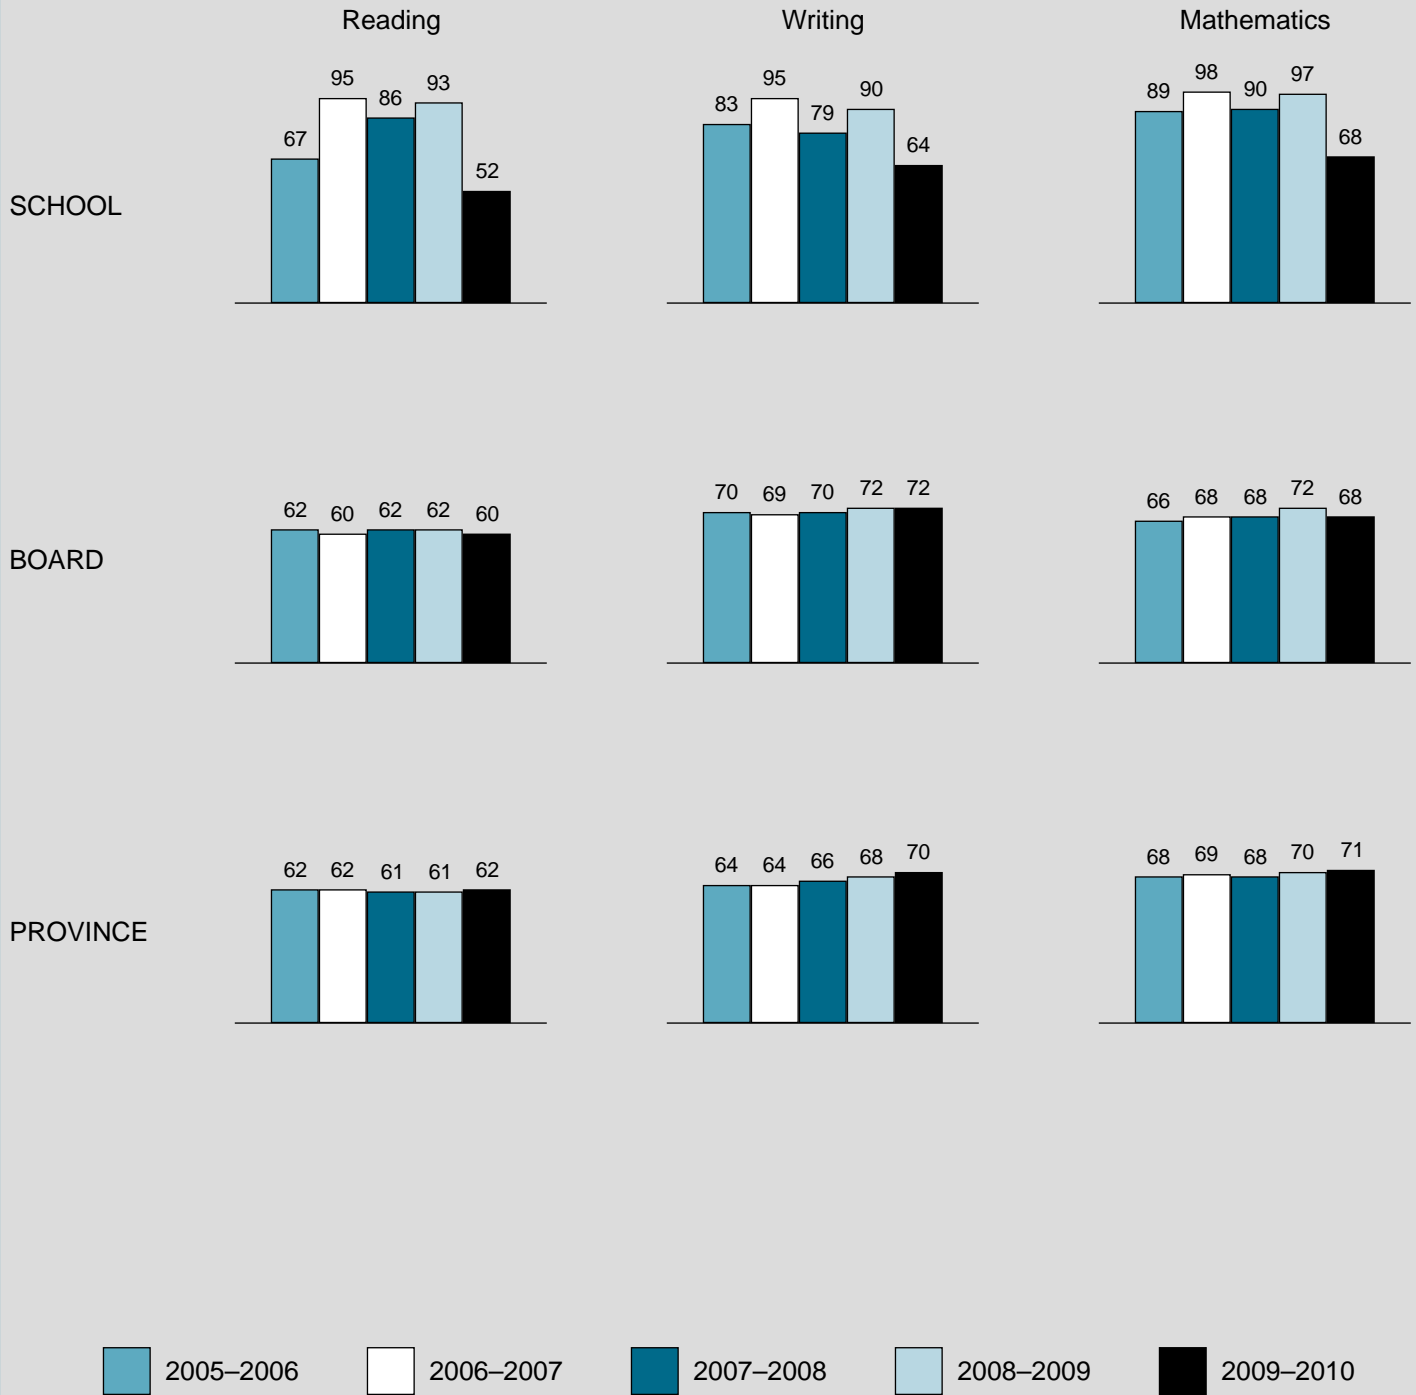 Reading Writing Mathematics
67 95 86 93 52
83 95 79 90 64
89 98 90 97 68
SCHOOL
62 60 62 62 60
70 69 70 72 72
66 68 68 72 68
BOARD
62 62 61 61 62
64 64 66 68 70
68 69 68 70 71
PROVINCE
2005–2006 2006–2007 2007–2008 2008–2009 2009–2010